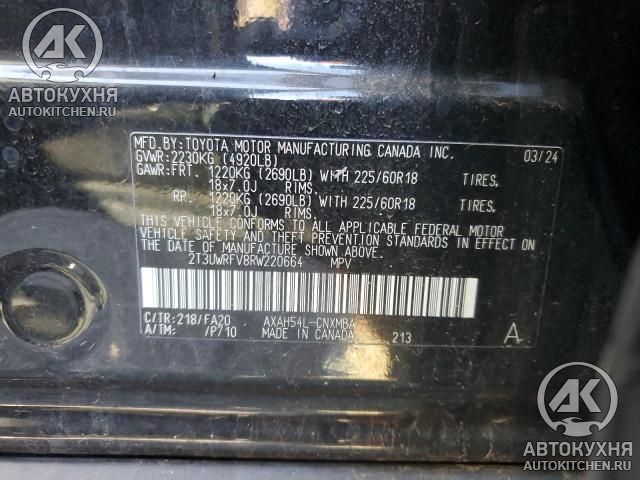 AK
АВТОКУХНЯ
AUTOKITCHEN.RU
MFD. BY: TOYOTA MOTOR MANUFACTURING CANADA INC. 03/24
GVWR: 2230KG (4920LB)
GAWR: FRT. 1220KG (2690LB) WITH 225/60R18 TIRES,
18x7.0J RIMS.
RR. 1220KG (2690LB) WITH 225/60R18 TIRES,
18x7.0J RIMS.
THIS VEHICLE CONFORMS TO ALL APPLICABLE FEDERAL MOTOR
VEHICLE SAFETY AND THEFT PREVENTION STANDARDS IN EFFECT ON
THE DATE OF MANUFACTURE SHOWN ABOVE.
2T3UWRFV8RW220664 MPV
C/TR: 218/FA20 AXAH54L-CNXMBA
A/TM: /P710 MADE IN CANADA 213
A
AK
АВТОКУХНЯ
AUTOKITCHEN.RU